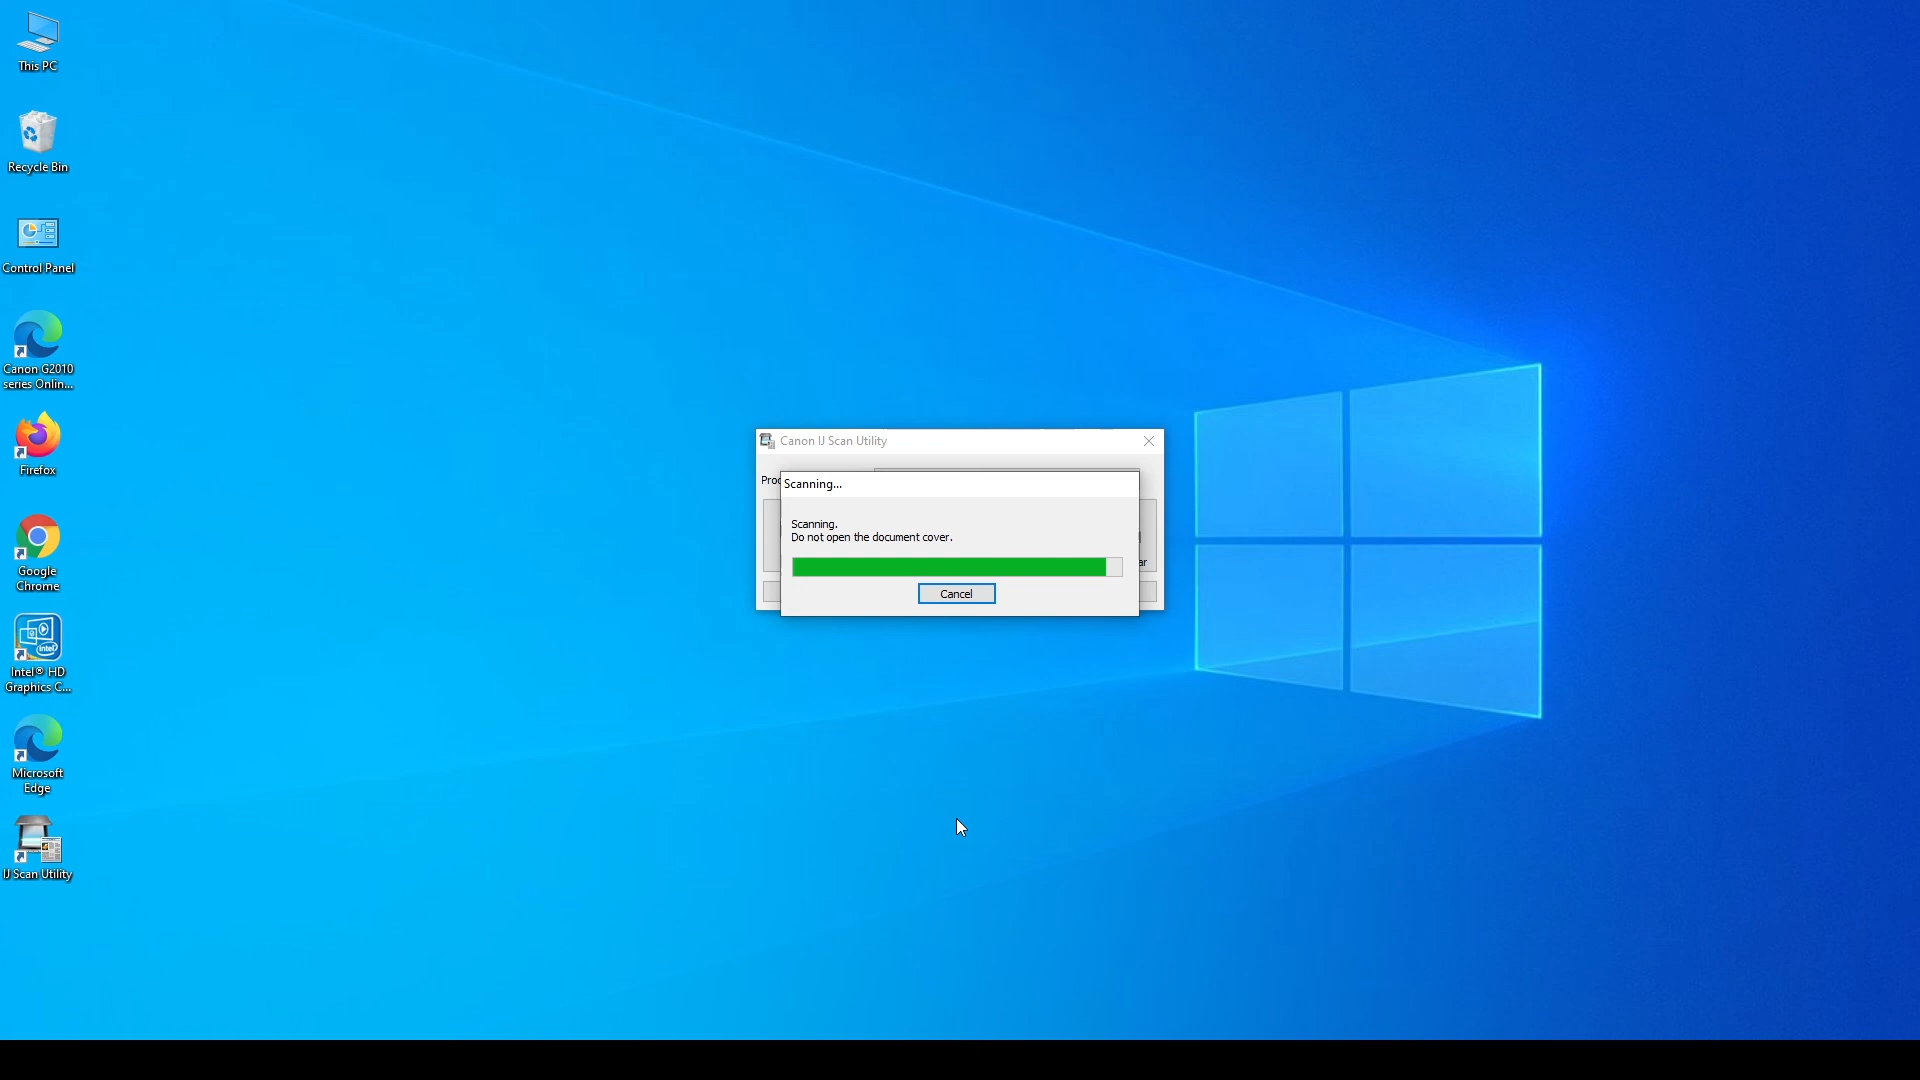 This PC
Recycle Bin
Control Panel
Canon G2010
series Onlin...
Firefox
Google
Chrome
intel
Intel® HD
Graphics C...
Microsoft
Edge
IJ Scan Utility
Canon IJ Scan Utility
Scanning...
Scanning.
Do not open the document cover.
Cancel